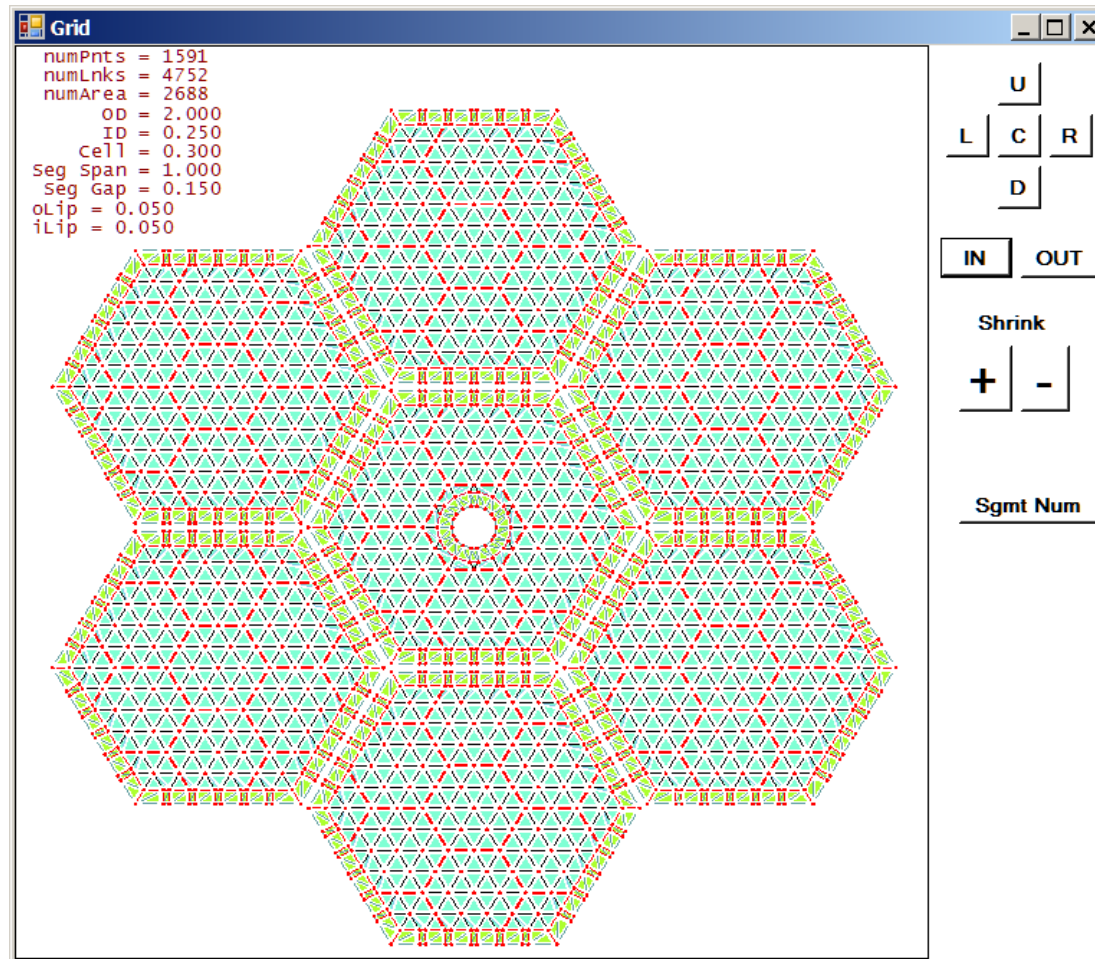 Grid
numPnts = 1591
numLnks = 4752
numArea = 2688
OD = 2.000
ID = 0.250
Cell = 0.300
Seg Span = 1.000
Seg Gap = 0.150
oLip = 0.050
iLip = 0.050
U
L C R
D
IN OUT
Shrink
+ -
Sgmt Num